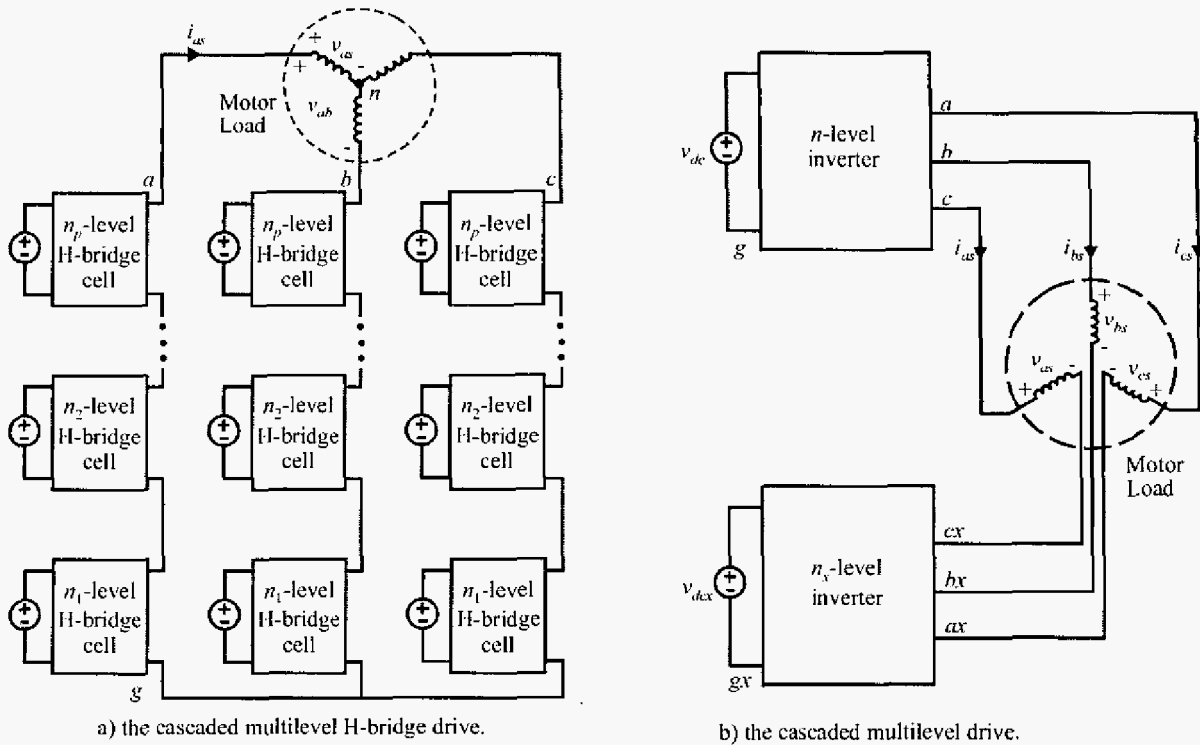 i_as
+
+
v_as
-
n
Motor
Load
v_ab
-
a
b
c
n_p-level
H-bridge
cell
n_p-level
H-bridge
cell
n_p-level
H-bridge
cell
n_2-level
H-bridge
cell
n_2-level
H-bridge
cell
n_2-level
H-bridge
cell
n_1-level
H-bridge
cell
n_1-level
H-bridge
cell
n_1-level
H-bridge
cell
g
a) the cascaded multilevel H-bridge drive.
v_dc
n-level
inverter
g
a
b
c
i_as
i_bs
i_cs
+
v_bs
-
v_as
-
+
-
v_cs
+
Motor
Load
v_dcx
n_x-level
inverter
gx
cx
bx
ax
b) the cascaded multilevel drive.